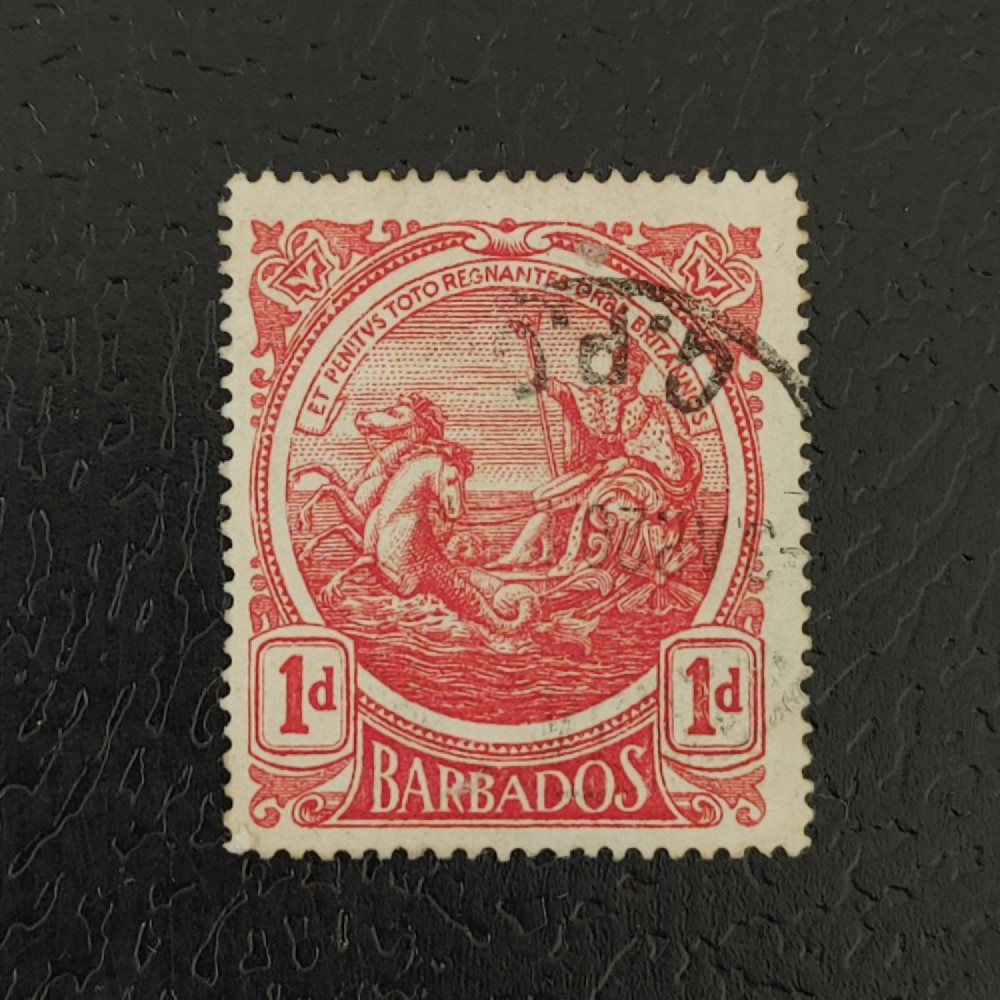 ET PENITVS TOTO REGNANTES ORBE BRITANNOS
G.P.
1d
1d
BARBADOS